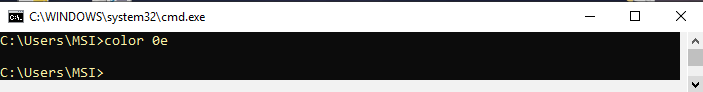 C:\WINDOWS\system32\cmd.exe
C:\Users\MSI>color 0e
C:\Users\MSI>